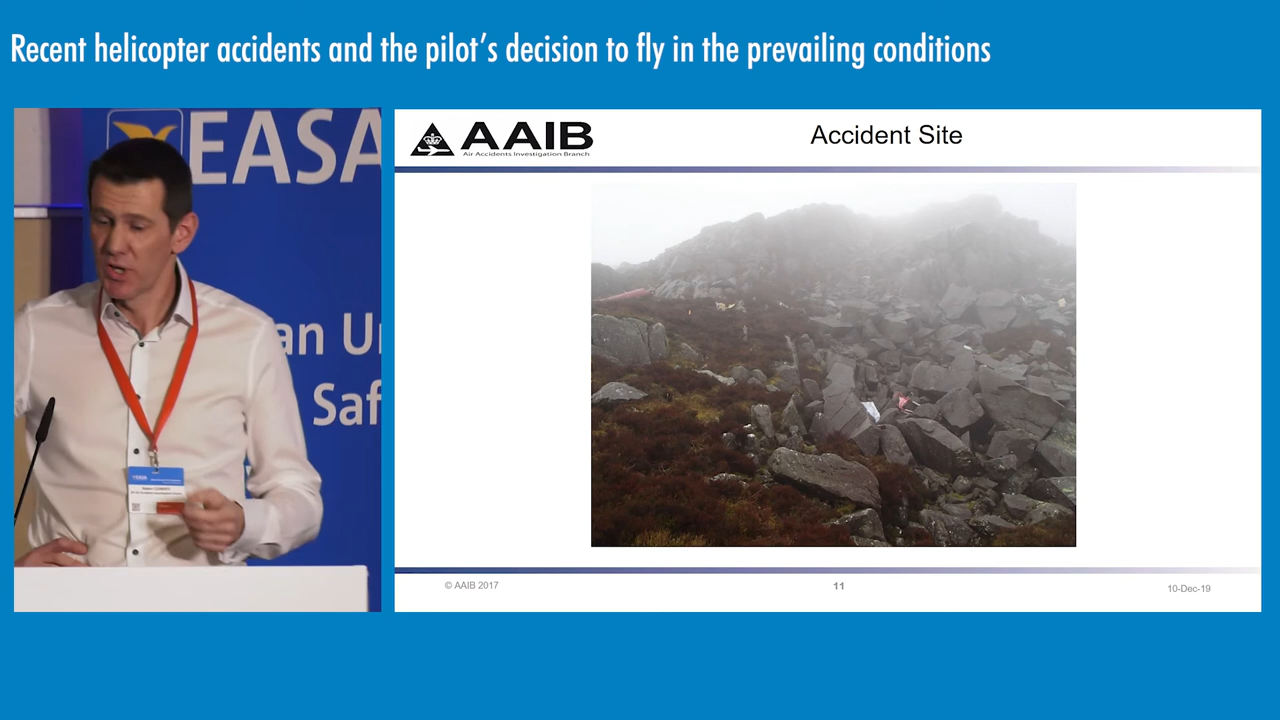 Recent helicopter accidents and the pilot’s decision to fly in the prevailing conditions
EASA
an Un
Saf
AAIB
Air Accidents Investigation Branch
Accident Site
© AAIB 2017
11
10-Dec-19